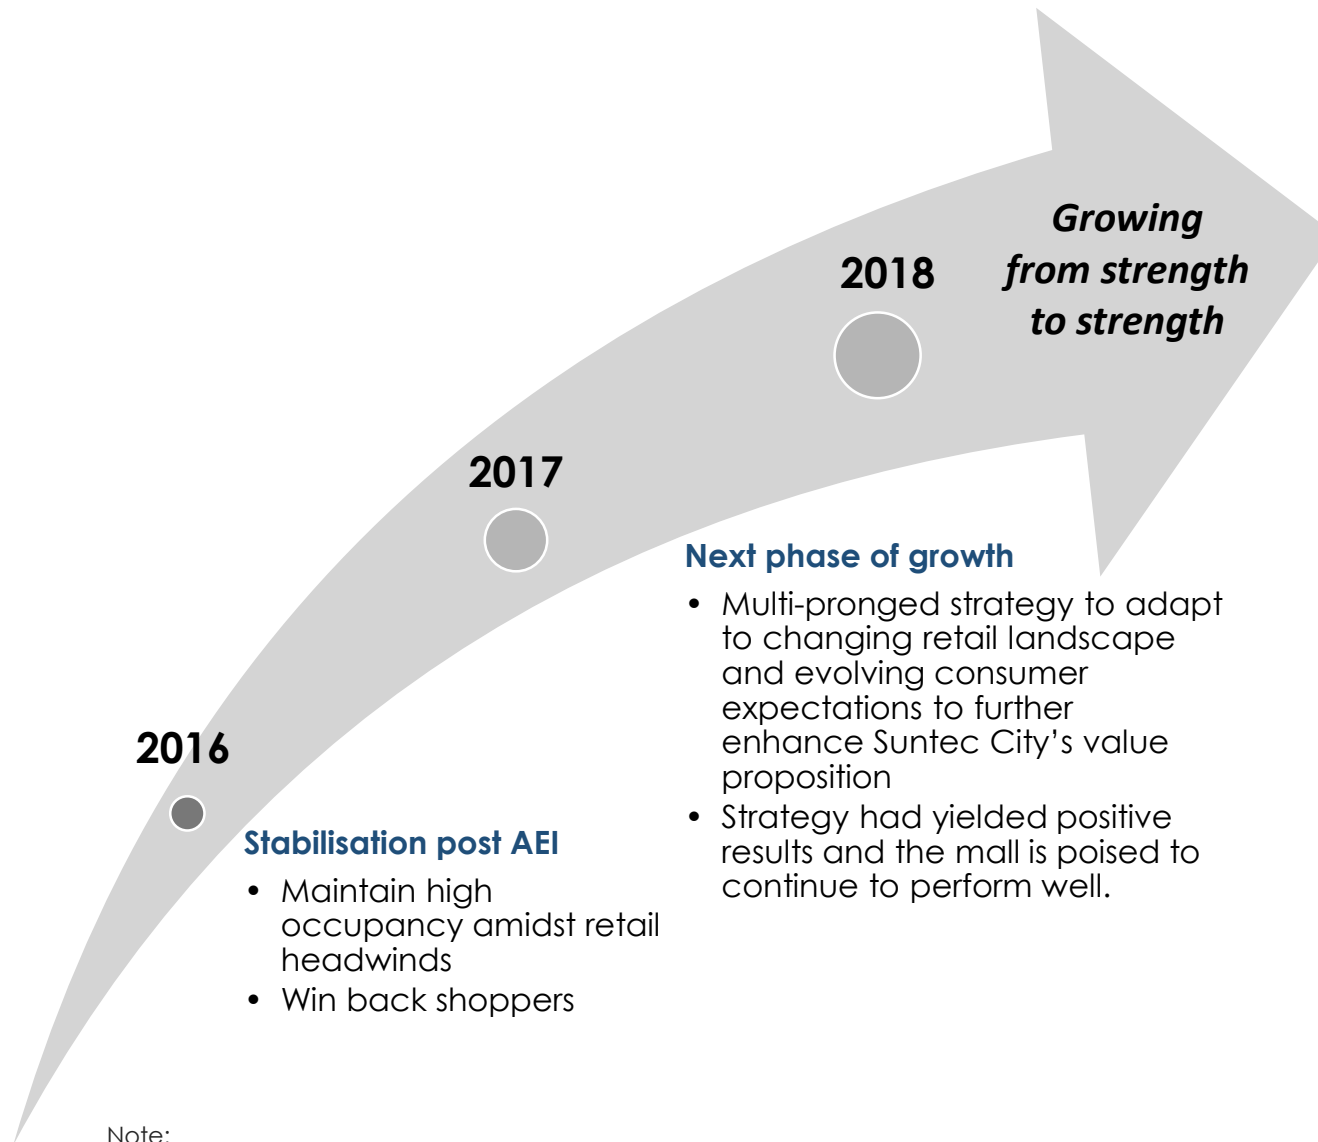 Growing
from strength
to strength
2018
2017
Next phase of growth
• Multi-pronged strategy to adapt
to changing retail landscape
and evolving consumer
expectations to further
enhance Suntec City’s value
proposition
• Strategy had yielded positive
results and the mall is poised to
continue to perform well.
2016
Stabilisation post AEI
• Maintain high
occupancy amidst retail
headwinds
• Win back shoppers
Note: